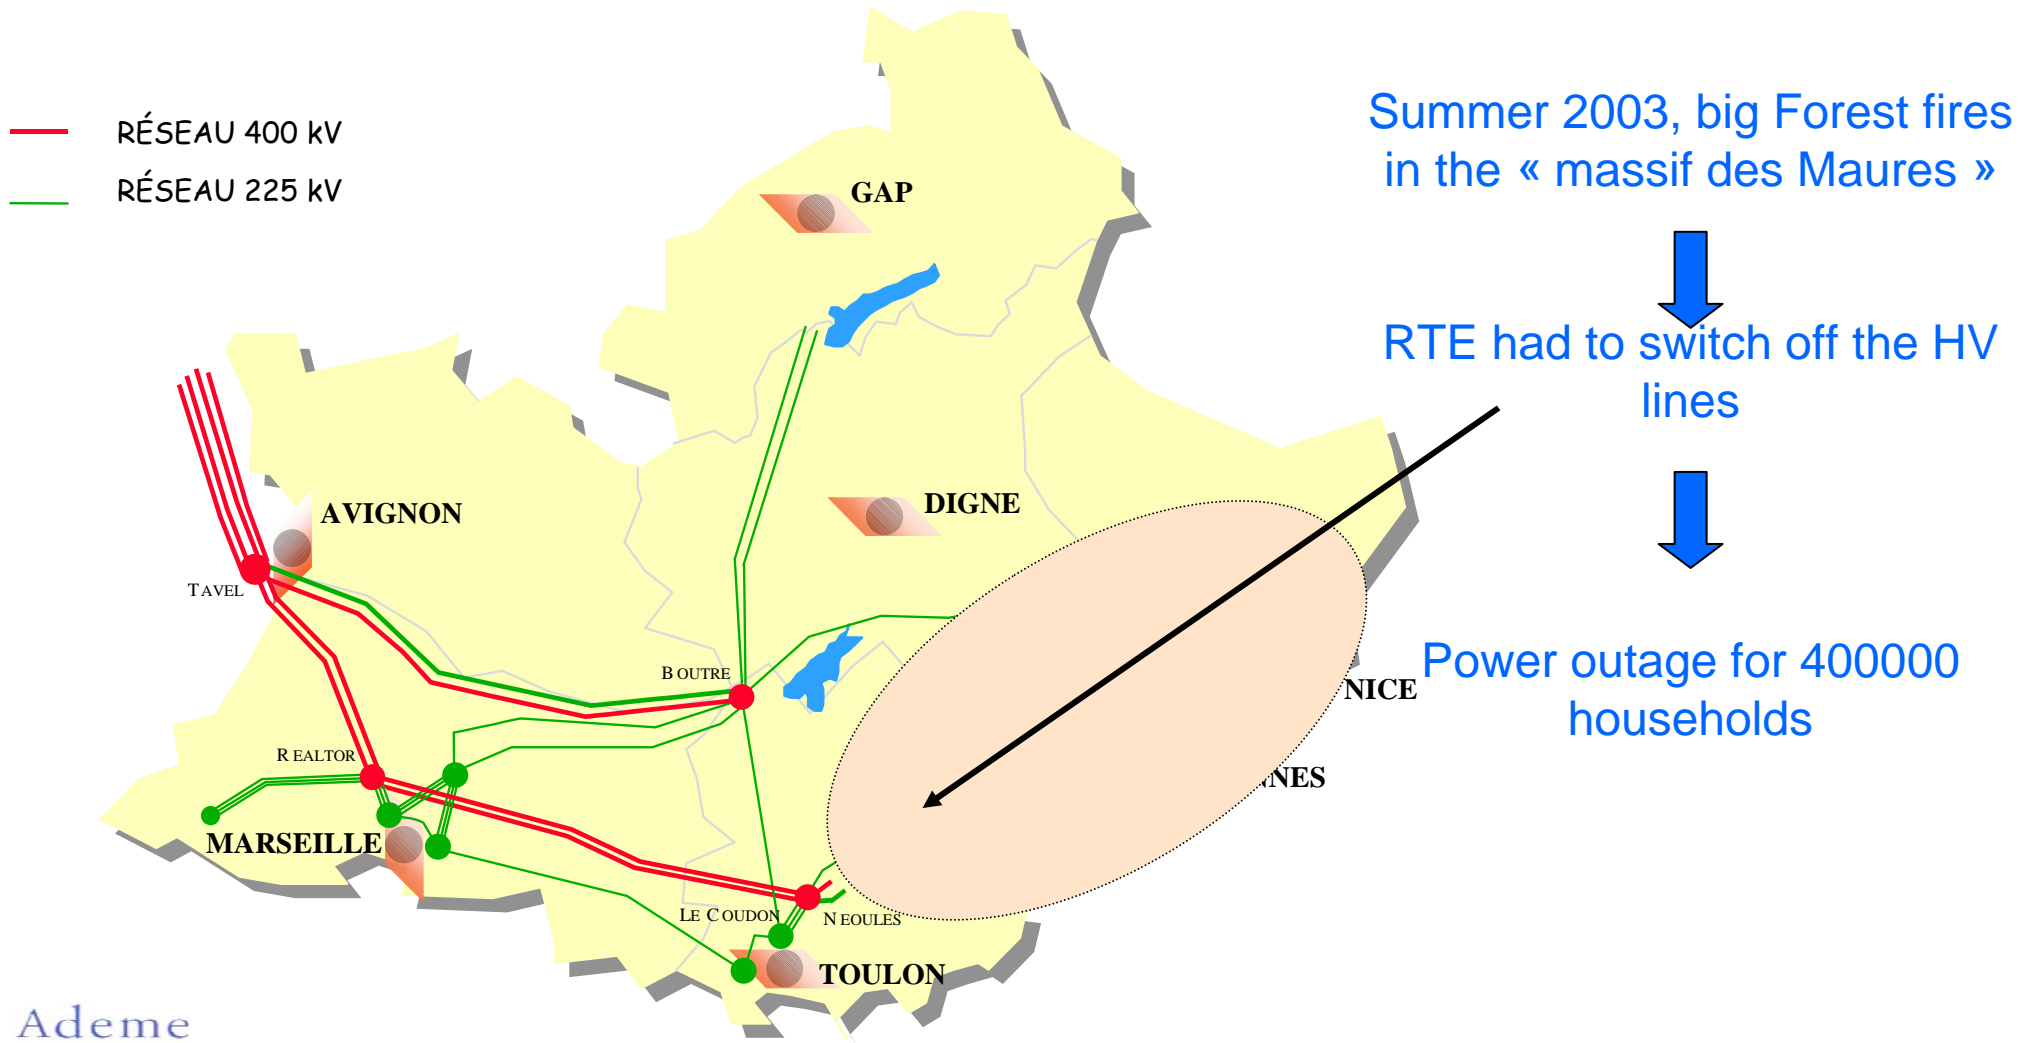 RÉSEAU 400 kV
RÉSEAU 225 kV
Summer 2003, big Forest fires
in the « massif des Maures »
RTE had to switch off the HV
lines
Power outage for 400000
households
GAP
AVIGNON
DIGNE
TAVEL
BOUTRE
NICE
REALTOR
NNES
MARSEILLE
LE COUDON
NEOULES
TOULON
Ademe